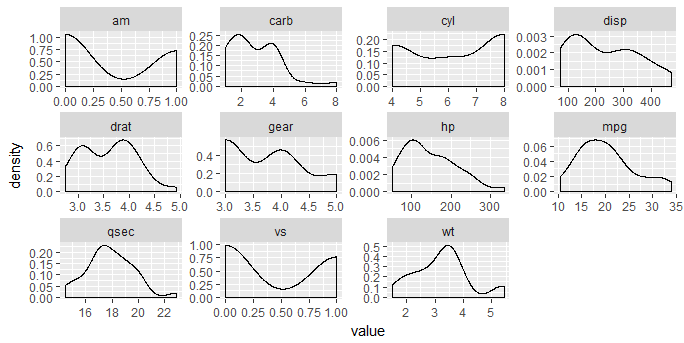 am carb cyl disp
1.00 0.25 0.20 0.003
0.75 0.20 0.15 0.002
0.50 0.15 0.10 0.001
0.25 0.10 0.05 0.000
0.00 0.05 0.00
0.00
0.00 0.25 0.50 0.75 1.00 2 4 6 8 4 5 6 7 8 100 200 300 400
drat gear hp mpg
0.6 0.4 0.006 0.06
0.4 0.2 0.004 0.04
0.2 0.0 0.002 0.02
0.0 0.000 0.00
3.0 3.5 4.0 4.5 5.0 3.0 3.5 4.0 4.5 5.0 100 200 300 10 15 20 25 30 35
qsec vs wt
0.20 1.00 0.5
0.15 0.75 0.4
0.10 0.50 0.3
0.05 0.25 0.2
0.00 0.00 0.1
0.0
16 18 20 22 0.00 0.25 0.50 0.75 1.00 2 3 4 5
density
value